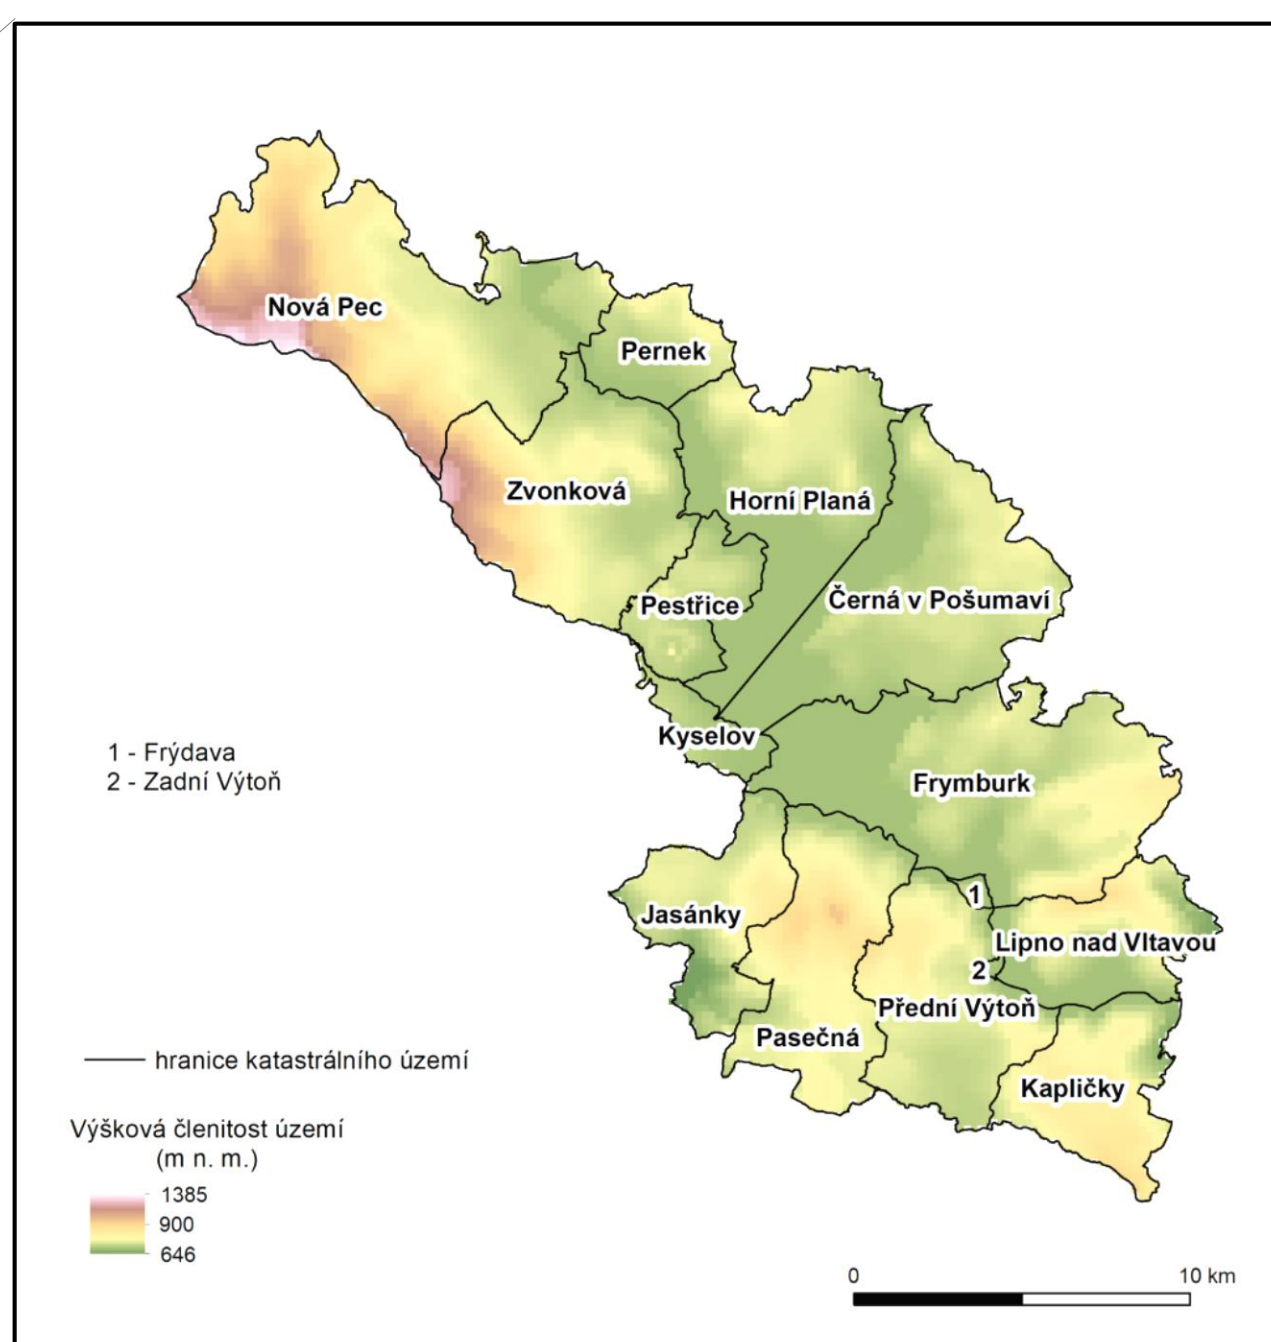 Nová Pec
Pernek
Zvonková
Horní Planá
Pestřice
Černá v Pošumaví
Kyselov
1 - Frýdava
2 - Zadní Výtoň
Frymburk
1
Jasánky
Lipno nad Vltavou
2
Přední Výtoň
Pasečná
Kapličky
hranice katastrálního území
Výšková členitost území
(m n. m.)
1385
900
646
0 10 km